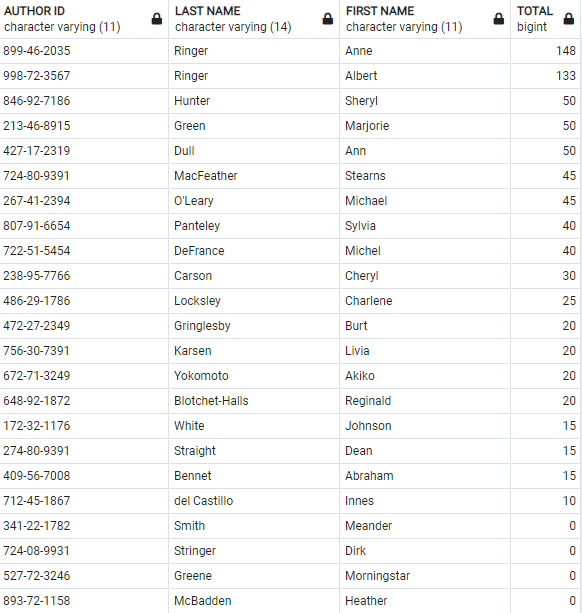 AUTHOR ID LAST NAME FIRST NAME TOTAL
character varying (11) character varying (14) character varying (11) bigint
899-46-2035 Ringer Anne 148
998-72-3567 Ringer Albert 133
846-92-7186 Hunter Sheryl 50
213-46-8915 Green Marjorie 50
427-17-2319 Dull Ann 50
724-80-9391 MacFeather Stearns 45
267-41-2394 O'Leary Michael 45
807-91-6654 Panteley Sylvia 40
722-51-5454 DeFrance Michel 40
238-95-7766 Carson Cheryl 30
486-29-1786 Locksley Charlene 25
472-27-2349 Gringlesby Burt 20
756-30-7391 Karsen Livia 20
672-71-3249 Yokomoto Akiko 20
648-92-1872 Blotchet-Halls Reginald 20
172-32-1176 White Johnson 15
274-80-9391 Straight Dean 15
409-56-7008 Bennet Abraham 15
712-45-1867 del Castillo Innes 10
341-22-1782 Smith Meander 0
724-08-9931 Stringer Dirk 0
527-72-3246 Greene Morningstar 0
893-72-1158 McBadden Heather 0